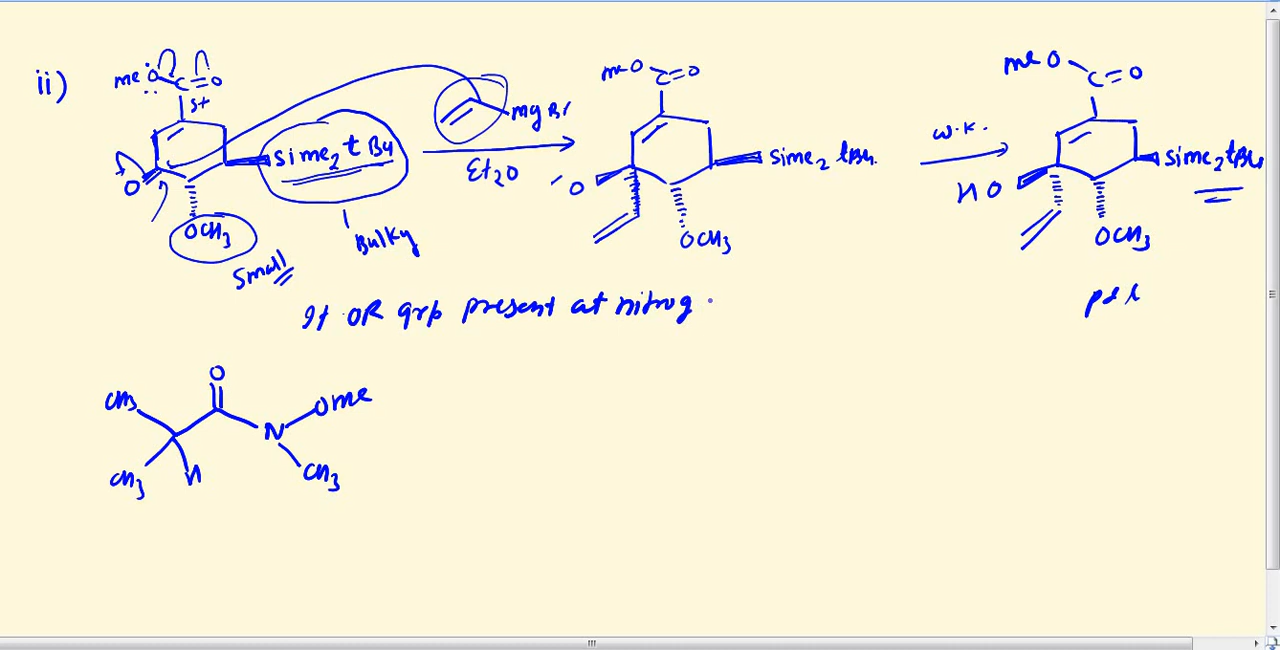 ii)
meO C=O
δ+
O
Sime2 tBu
OCH3
Small
Bulky
mgBr
Et2O
meO C=O
-O
Sime2 tBu
OCH3
w.k.
meO C=O
HO
Sime2 tBu
OCH3
pdt
If OR grp present at nitrog
O
CH3
N
OMe
CH3
H
CH3